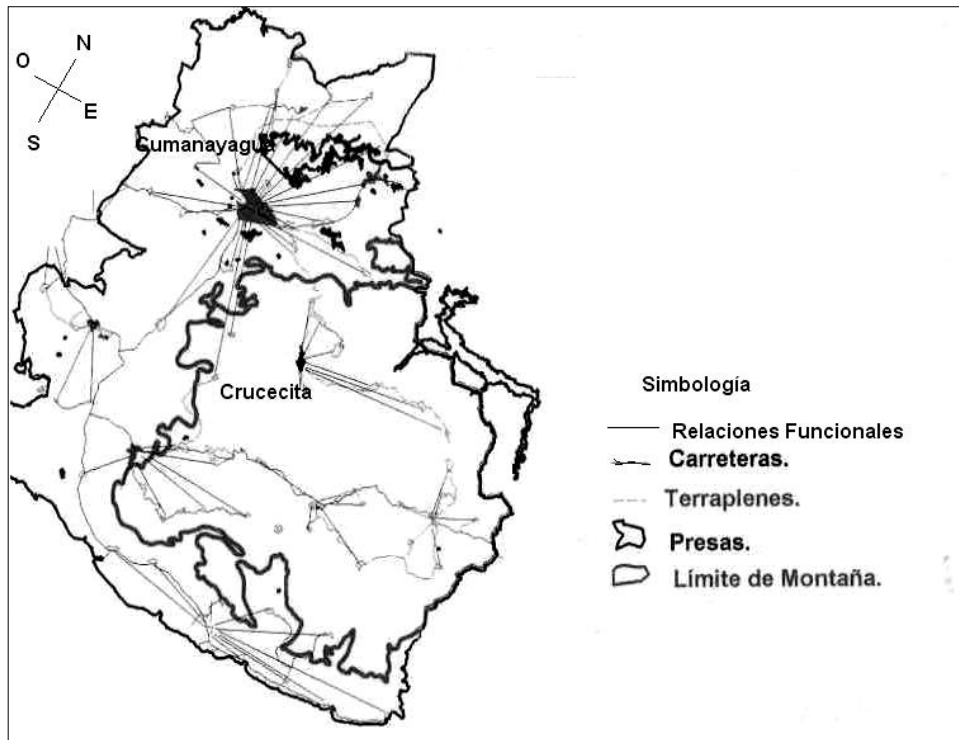 N
O
E
S
Cumanayagua
Crucecita
Simbología
Relaciones Funcionales
Carreteras.
Terraplenes.
Presas.
Límite de Montaña.